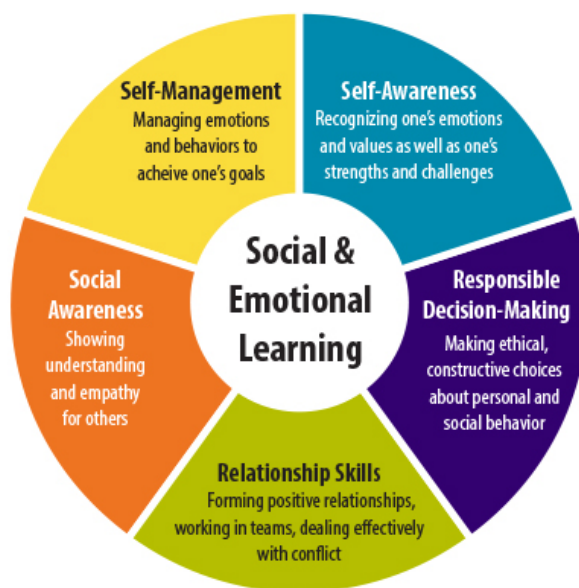 Self-Management
Managing emotions
and behaviors to
acheive one's goals
Self-Awareness
Recognizing one's emotions
and values as well as one's
strengths and challenges
Social &
Emotional
Learning
Social
Awareness
Showing
understanding
and empathy
for others
Responsible
Decision-Making
Making ethical,
constructive choices
about personal and
social behavior
Relationship Skills
Forming positive relationships,
working in teams, dealing effectively
with conflict